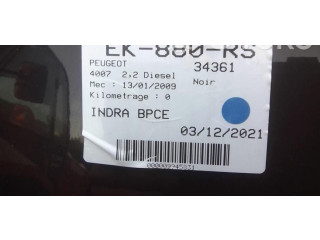 EK-880-RS
PEUGEOT 34361
4007 2.2 Diesel Noir
Mec : 13/01/2009
Kilometrage : 0
INDRA BPCE
03/12/2021